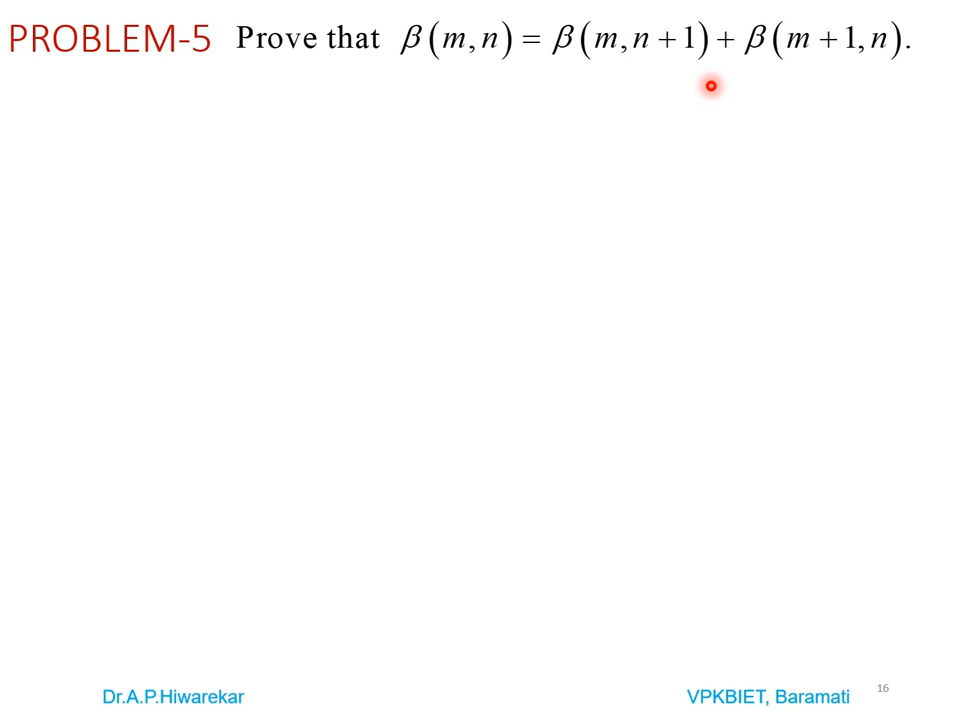 PROBLEM-5 Prove that β(m, n) = β(m, n + 1) + β(m + 1, n).
Dr.A.P.Hiwarekar VPKBIET, Baramati 16